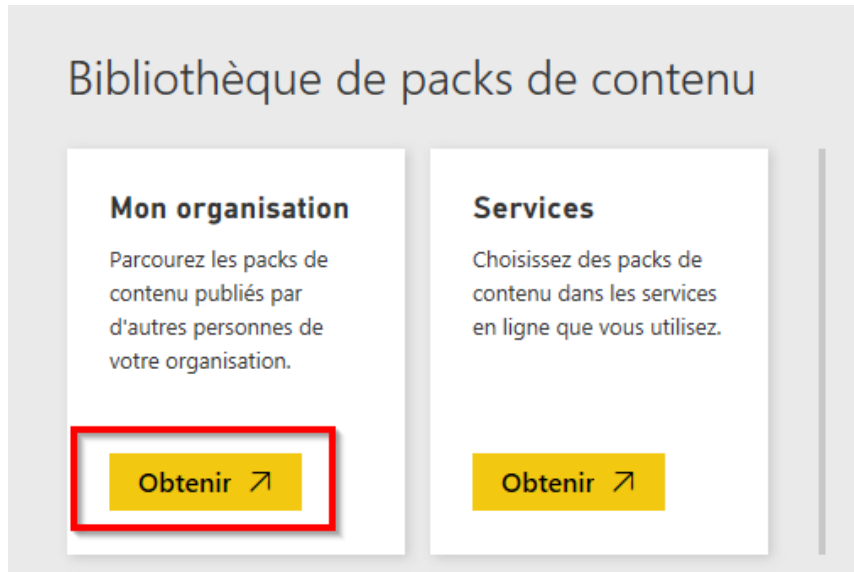 Bibliothèque de packs de contenu
Mon organisation
Parcourez les packs de
contenu publiés par
d'autres personnes de
votre organisation.
Obtenir
Services
Choisissez des packs de
contenu dans les services
en ligne que vous utilisez.
Obtenir